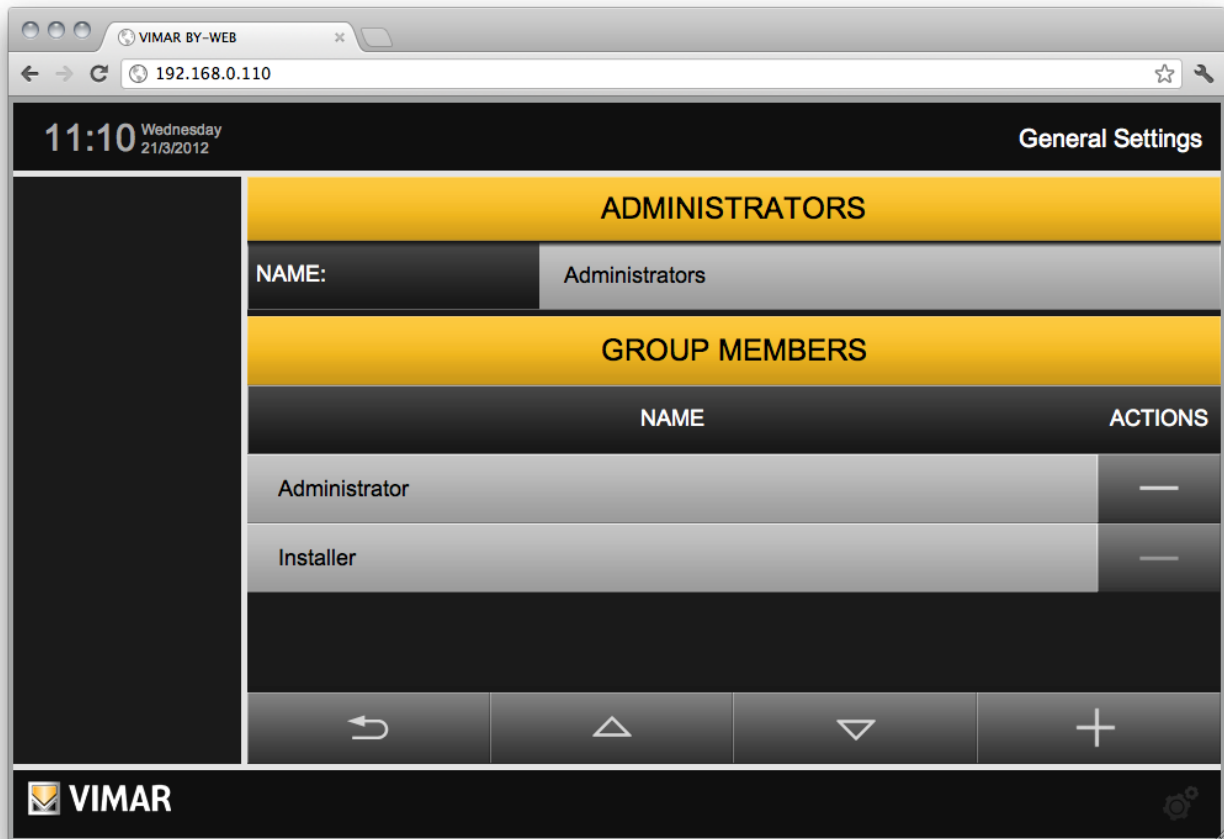 VIMAR BY-WEB
192.168.0.110
11:10 Wednesday
21/3/2012
General Settings
ADMINISTRATORS
NAME: Administrators
GROUP MEMBERS
NAME ACTIONS
Administrator
Installer
VIMAR